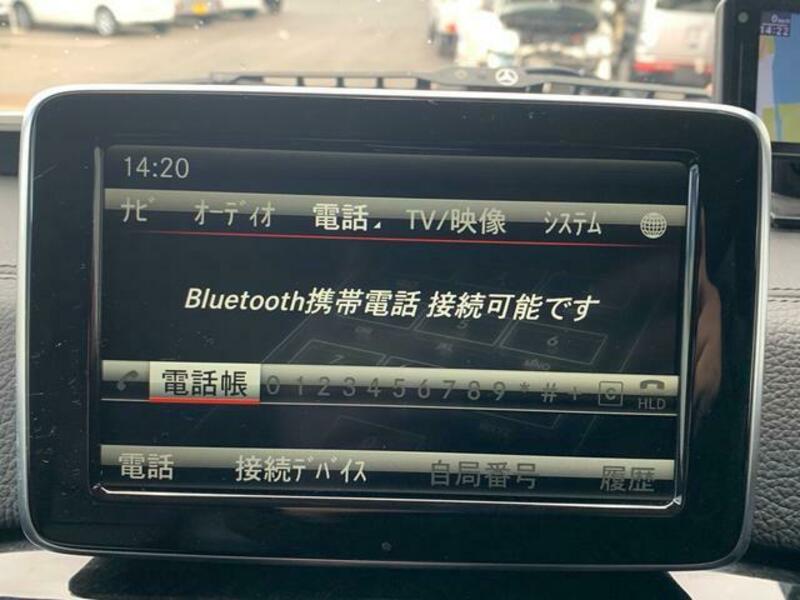 14:20
ナビ オーディオ 電話 TV/映像 システム
Bluetooth携帯電話 接続可能です
電話帳 0 1 2 3 4 5 6 7 8 9 * # + C
HLD
電話 接続デバイス 自局番号 履歴